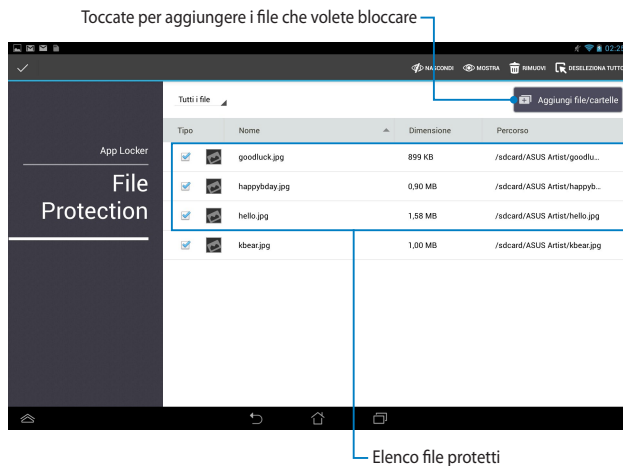 Toccate per aggiungere i file che volete bloccare
02:25
NASCONDI MOSTRA RIMUOVI DESELEZIONA TUTTO
Tutti i file Aggiungi file/cartelle
Tipo Nome Dimensione Percorso
App Locker
File
Protection
goodluck.jpg 899 KB /sdcard/ASUS Artist/goodlu...
happybday.jpg 0,90 MB /sdcard/ASUS Artist/happyb...
hello.jpg 1,58 MB /sdcard/ASUS Artist/hello.jpg
kbear.jpg 1,00 MB /sdcard/ASUS Artist/kbear.jpg
Elenco file protetti